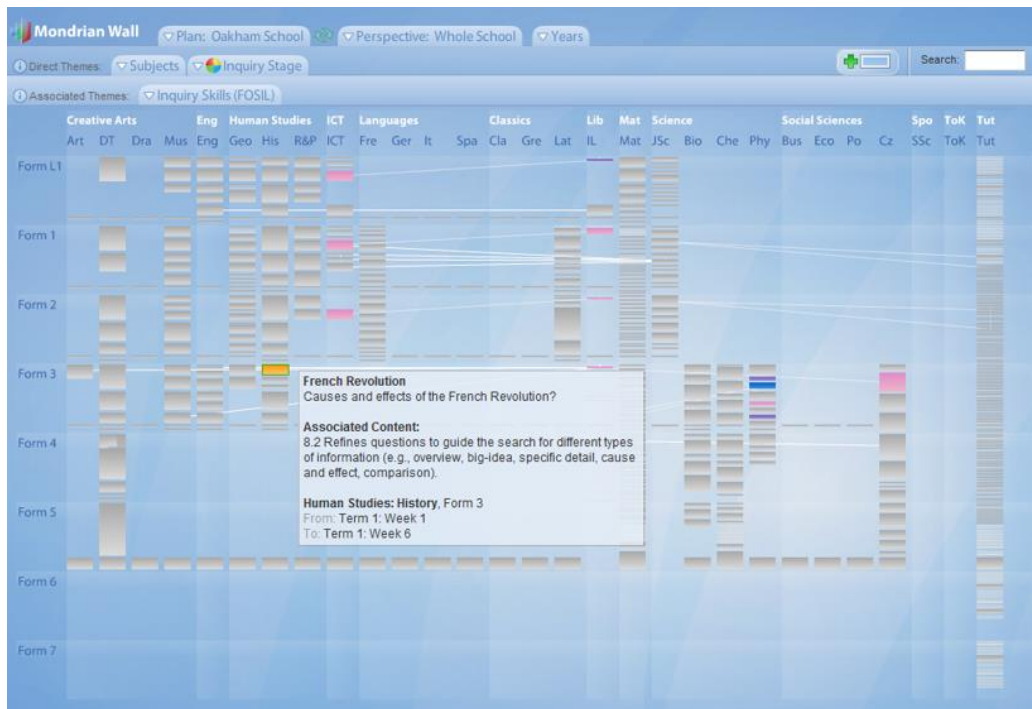 Mondrian Wall
Plan: Oakham School
Perspective: Whole School
Years
Direct Themes: Subjects Inquiry Stage
Search:
Associated Themes: Inquiry Skills (FOSIL)
Creative Arts Eng Human Studies ICT Languages Classics Lib Mat Science Social Sciences Spo ToK Tut
Art DT Dra Mus Eng Geo His R&P ICT Fre Ger It Spa Cla Gre Lat IL Mat JSc Bio Che Phy Bus Eco Po Cz SSc ToK Tut
Form L1
Form 1
Form 2
Form 3
French Revolution
Causes and effects of the French Revolution?
Associated Content:
8.2 Refines questions to guide the search for different types
of information (e.g., overview, big-idea, specific detail, cause
and effect, comparison).
Human Studies: History, Form 3
From: Term 1: Week 1
To: Term 1: Week 6
Form 4
Form 5
Form 6
Form 7